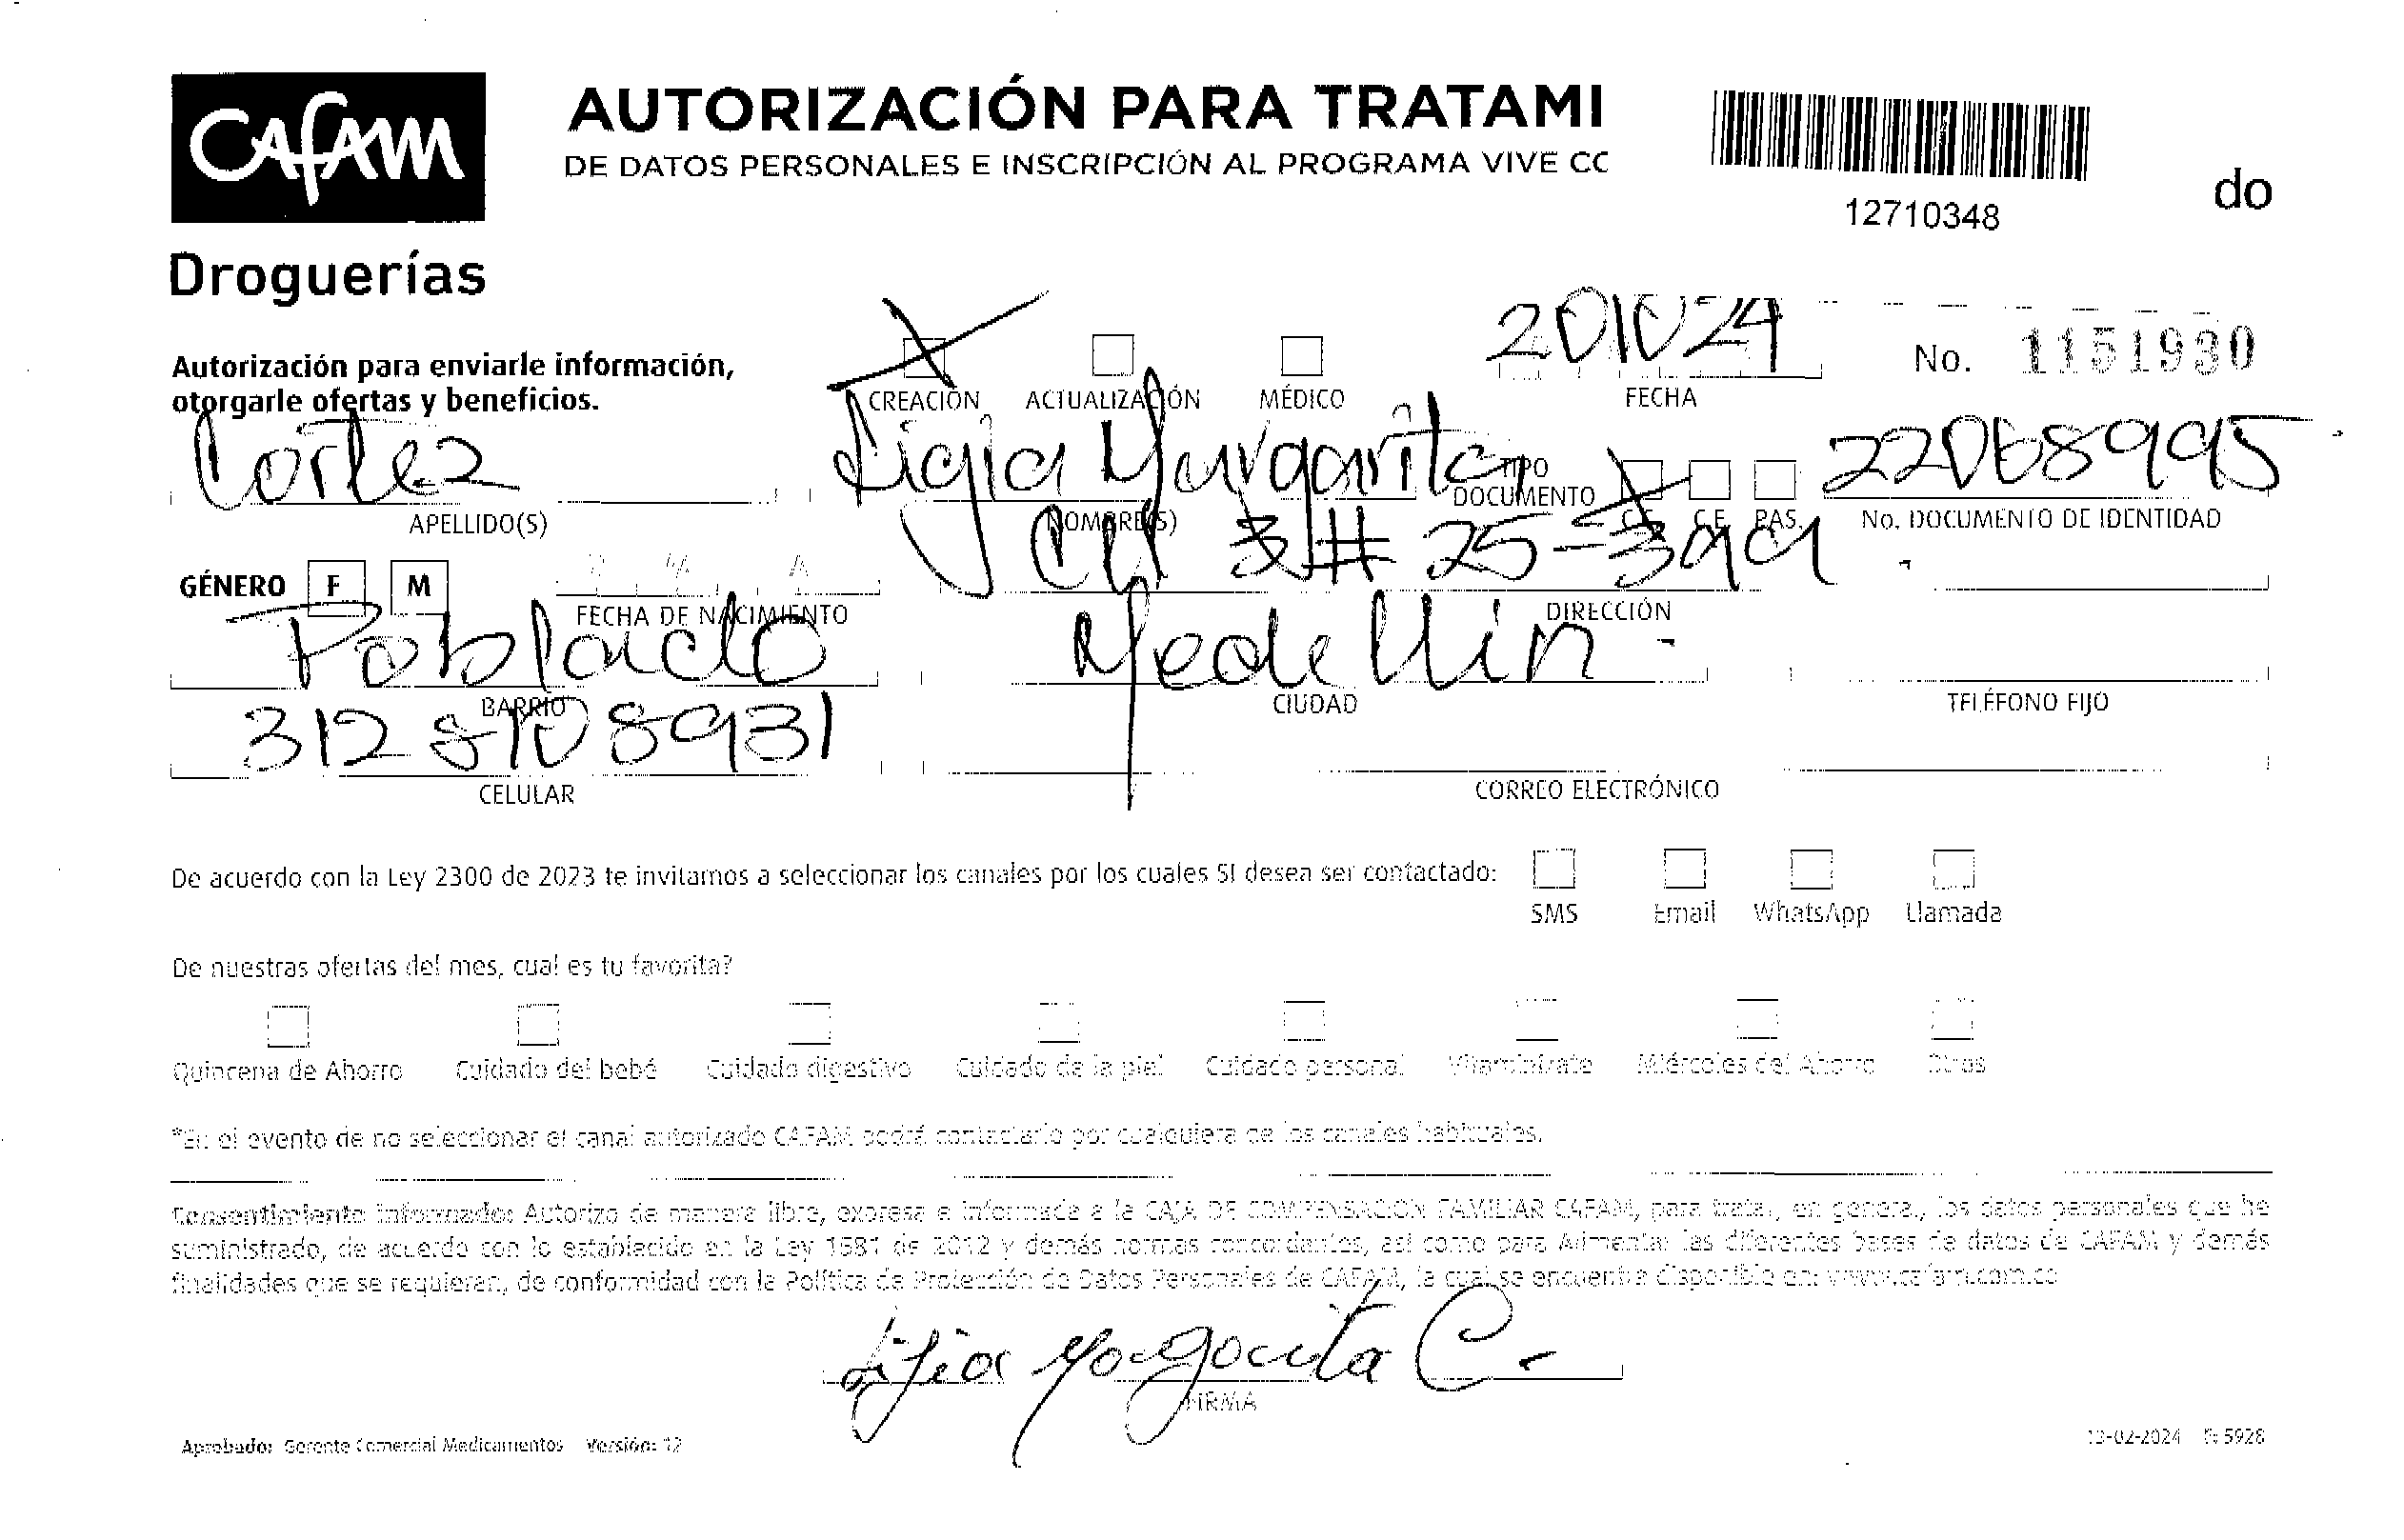 CAFAM
Droguerías
AUTORIZACIÓN PARA TRATAMI
DE DATOS PERSONALES E INSCRIPCIÓN AL PROGRAMA VIVE CC
12710348
do
Autorización para enviarle información,
otorgarle ofertas y beneficios.
CREACIÓN ACTUALIZACIÓN MÉDICO
201024
FECHA
No. 1151930
Cortez Ligia Margarita 22068995
APELLIDO(S) NOMBRE(S) TIPO DOCUMENTO C.C. C.E. PAS. No. DOCUMENTO DE IDENTIDAD
GÉNERO F M FECHA DE NACIMIENTO
DIRECCIÓN
Poblado Medellin
BARRIO CIUDAD TELÉFONO FIJO
312 8108931
CELULAR CORREO ELECTRÓNICO
De acuerdo con la Ley 2300 de 2023 te invitamos a seleccionar los canales por los cuales SI desea ser contactado:
SMS Email WhatsApp Llamada
De nuestras ofertas del mes, cual es tu favorita?
Quincena de Ahorro Cuidado del bebé Cuidado digestivo Cuidado de la piel Cuidado personal Vitamínizate Miércoles del Ahorro Otras
*En el evento de no seleccionar el canal autorizado CAFAM podrá contactarlo por cualquiera de los canales habituales.
Consentimiento informado: Autorizo de manera libre, expresa e informada a la CAJA DE COMPENSACION FAMILIAR CAFAM, para tratar, en general, los datos personales que he
suministrado, de acuerdo con lo establecido en la Ley 1581 de 2012 y demás normas concordantes, así como para Alimentar las diferentes bases de datos de CAFAM y demás
finalidades que se requieran, de conformidad con la Política de Protección de Datos Personales de CAFAM, la cual se encuentra disponible en: www.cafam.com.co
Ligia Margarita C.
FIRMA
Aprobado: Gerente Comercial Medicamentos Versión: 12
12-02-2024